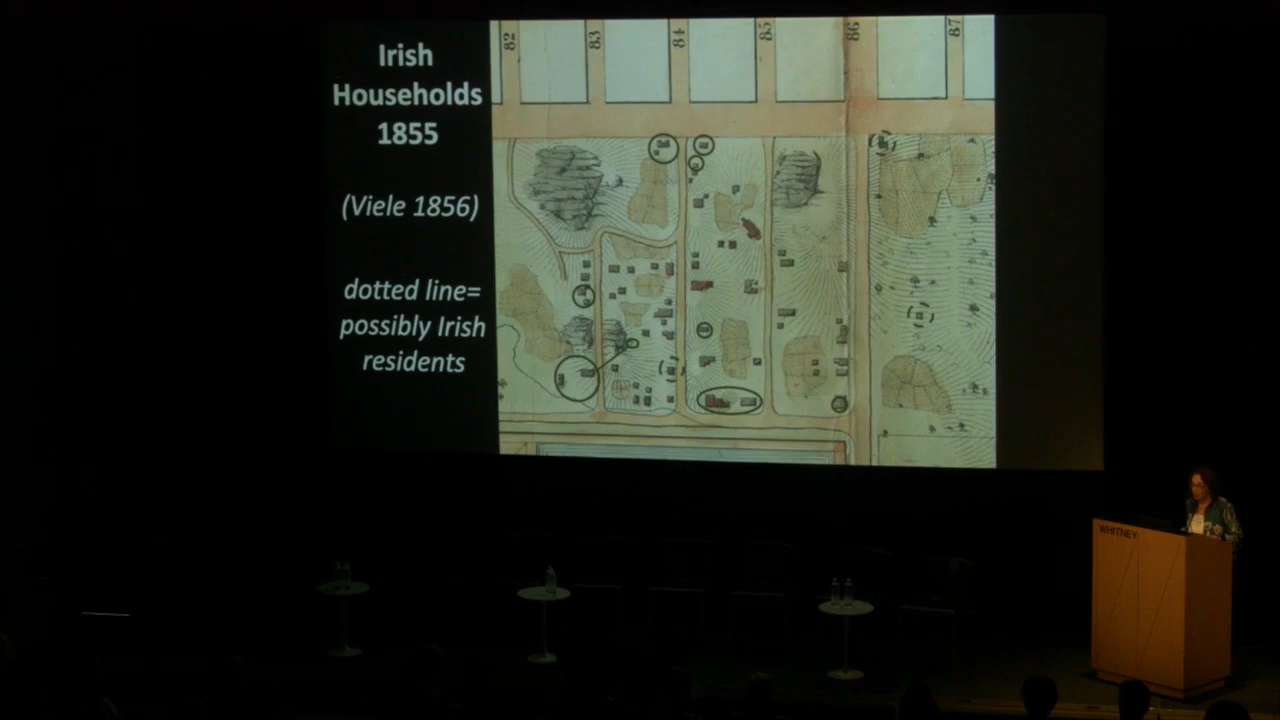 Irish
Households
1855
(Viele 1856)
dotted line=
possibly Irish
residents
82
83
84
85
86
87
WHITNEY